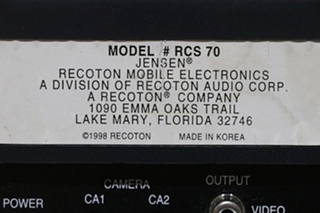 MODEL # RCS 70
JENSEN®
RECOTON MOBILE ELECTRONICS
A DIVISION OF RECOTON AUDIO CORP.
A RECOTON® COMPANY
1090 EMMA OAKS TRAIL
LAKE MARY, FLORIDA 32746
©1998 RECOTON MADE IN KOREA
CAMERA OUTPUT
POWER CA1 CA2 VIDEO